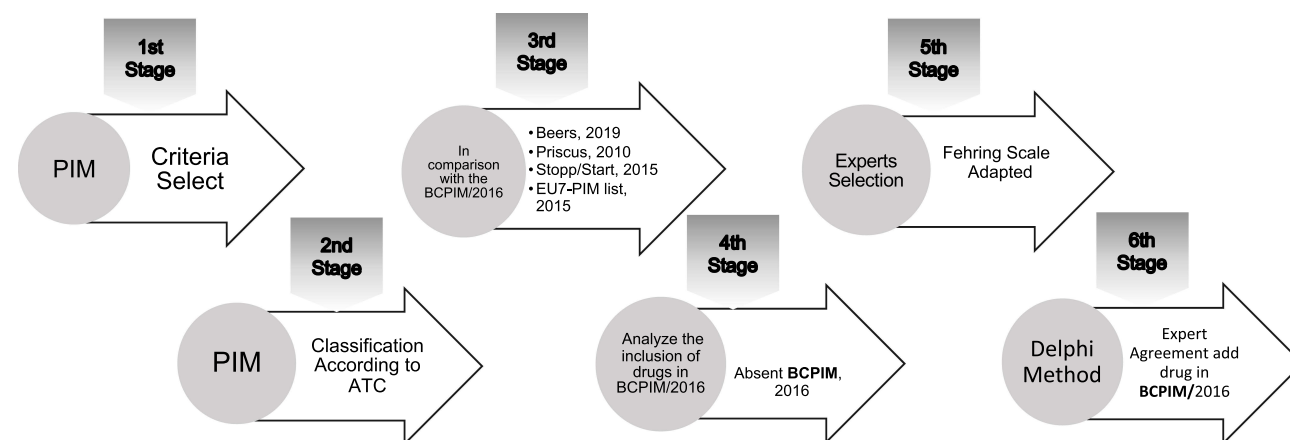 1st
Stage
PIM
Criteria
Select
2nd
Stage
PIM
Classification
According to
ATC
3rd
Stage
In
comparison
with the
BCPIM/2016
• Beers, 2019
• Priscus, 2010
• Stopp/Start, 2015
• EU7-PIM list,
2015
4th
Stage
Analyze the
inclusion of
drugs in
BCPIM/2016
Absent BCPIM,
2016
5th
Stage
Experts
Selection
Fehring Scale
Adapted
6th
Stage
Delphi
Method
Expert
Agreement add
drug in
BCPIM/2016